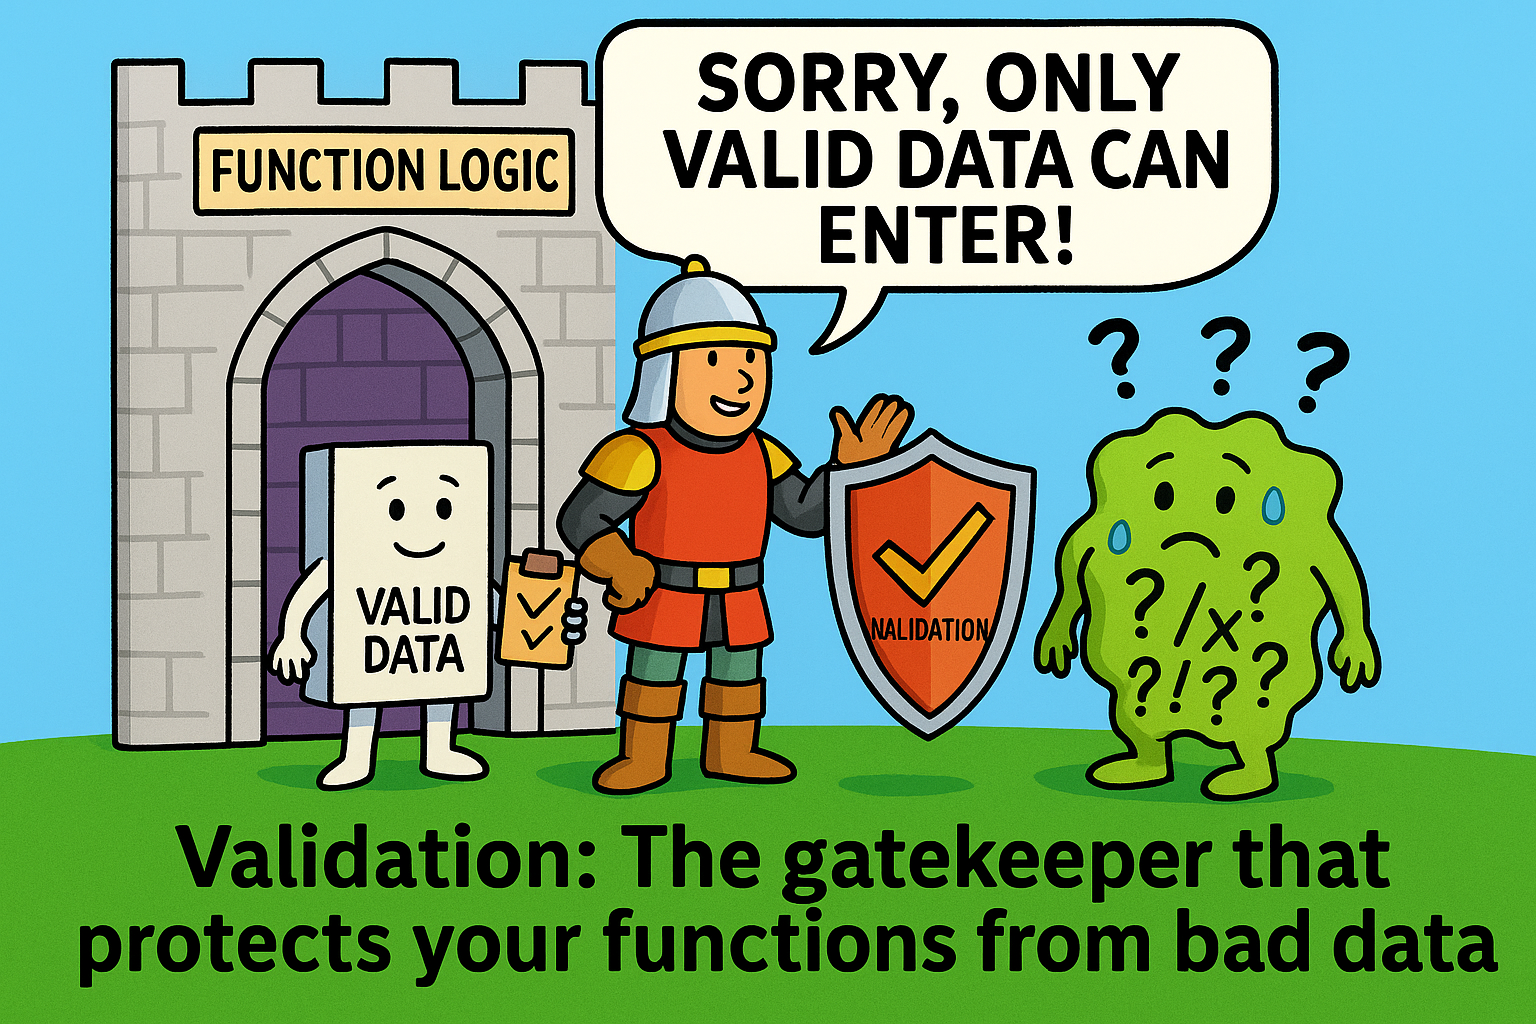 FUNCTION LOGIC
SORRY, ONLY
VALID DATA CAN
ENTER!
VALID
DATA
NALIDATION
? ? ?
? / x ?
? / ? ?
Validation: The gatekeeper that
protects your functions from bad data